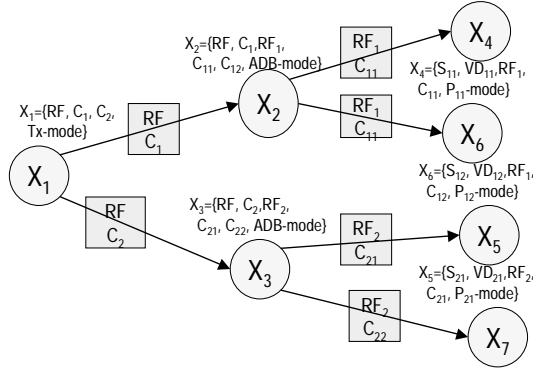 X₄
RF₁
C₁₁
X₂={RF, C₁,RF₁,
C₁₁, C₁₂, ADB-mode}
X₄={S₁₁, VD₁₁,RF₁,
C₁₁, P₁₁-mode}
X₂
RF₁
C₁₁
X₁={RF, C₁, C₂,
Tx-mode}
RF
C₁
X₆
X₁
X₆={S₁₂, VD₁₂,RF₁,
C₁₂, P₁₂-mode}
X₃={RF, C₂,RF₂,
C₂₁, C₂₂, ADB-mode}
RF
C₂
RF₂
C₂₁
X₅
X₃
X₅={S₂₁, VD₂₁,RF₂,
C₂₁, P₂₁-mode}
RF₂
C₂₂
X₇